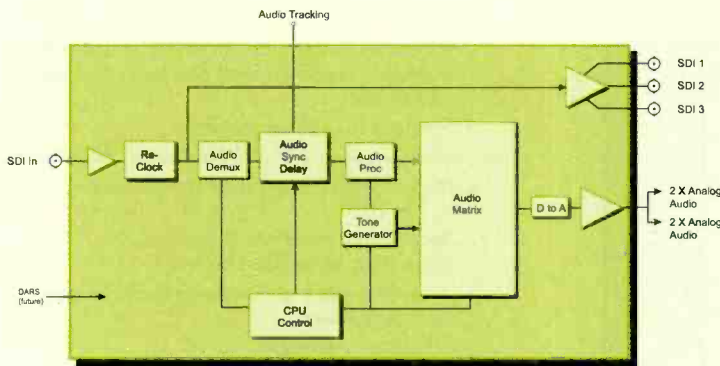 Audio Tracking
SDI 1
SDI 2
SDI 3
SDI In
Re-
Clock
Audio
Demux
Audio
Sync
Delay
Audio
Proc
Tone
Generator
Audio
Matrix
D to A
2 X Analog
Audio
2 X Analog
Audio
DARS
(future)
CPU
Control